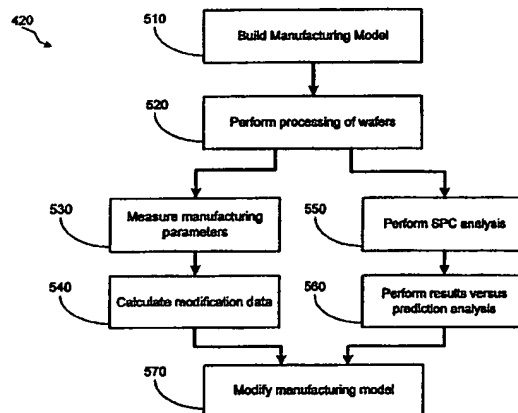 420
510
Build Manufacturing Model
520
Perform processing of wafers
530
Measure manufacturing
parameters
550
Perform SPC analysis
540
Calculate modification data
560
Perform results versus
prediction analysis
570
Modify manufacturing model